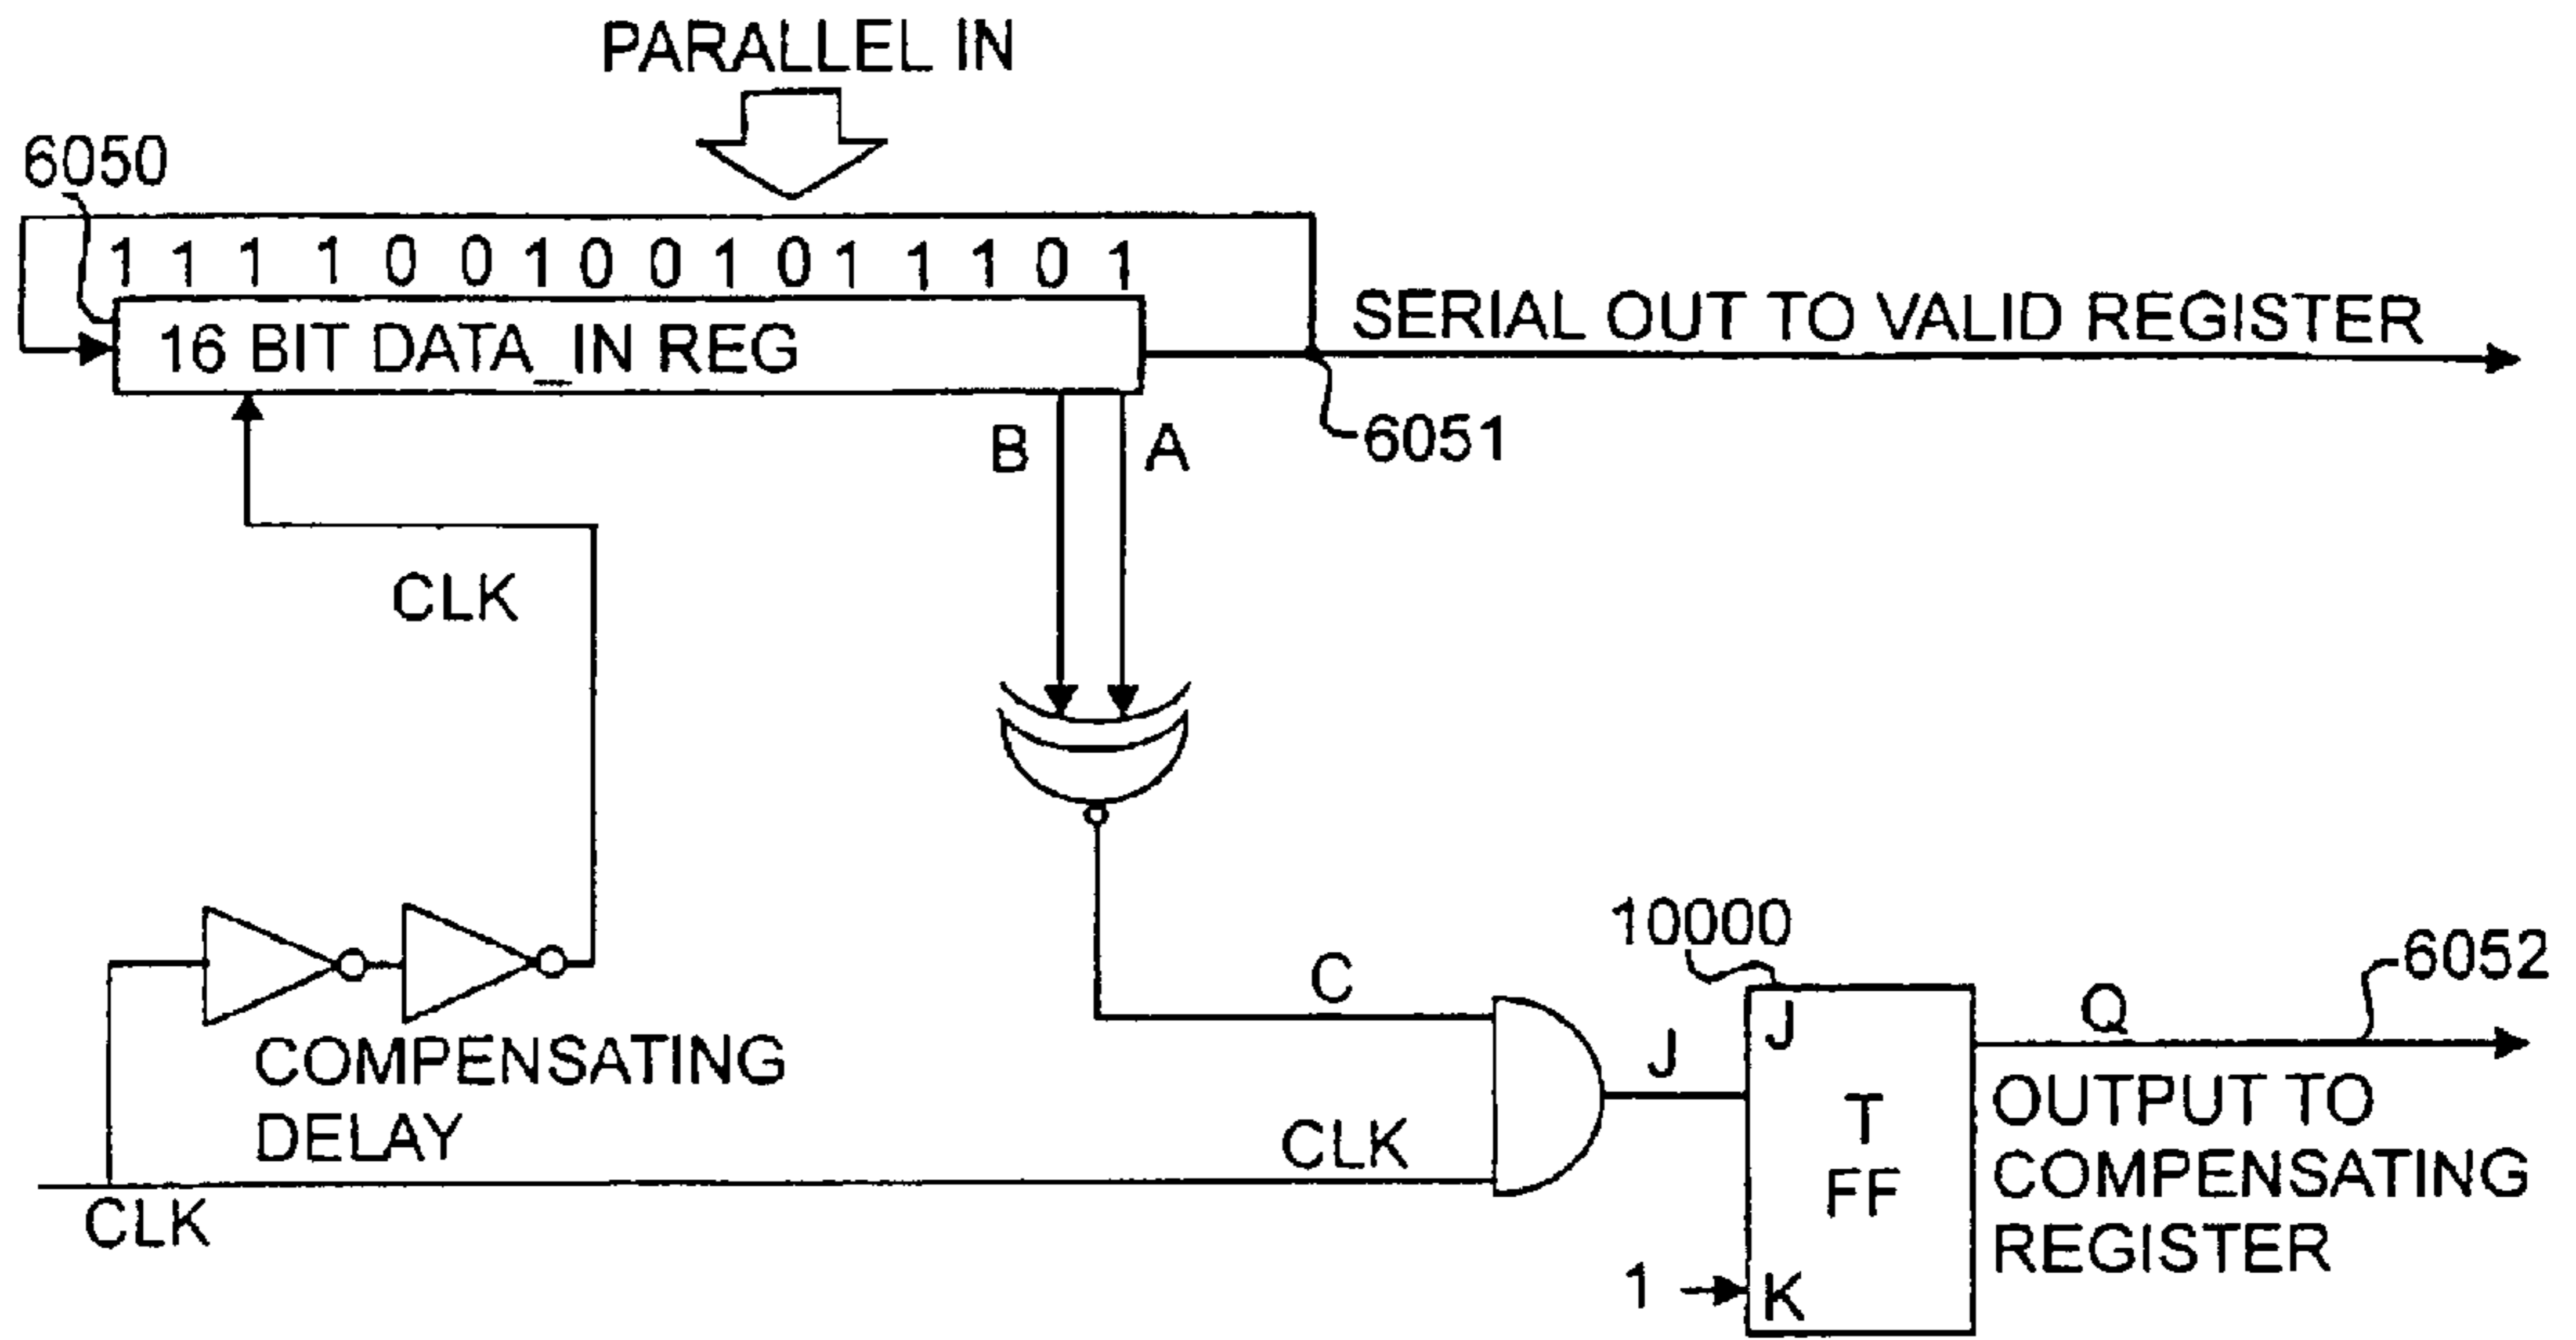 PARALLEL IN
6050
1 1 1 1 0 0 1 0 0 1 0 1 1 1 0 1
16 BIT DATA_IN REG
SERIAL OUT TO VALID REGISTER
6051
B
A
CLK
COMPENSATING
DELAY
CLK
C
CLK
J
10000
J
T
FF
1
K
Q
6052
OUTPUT TO
COMPENSATING
REGISTER